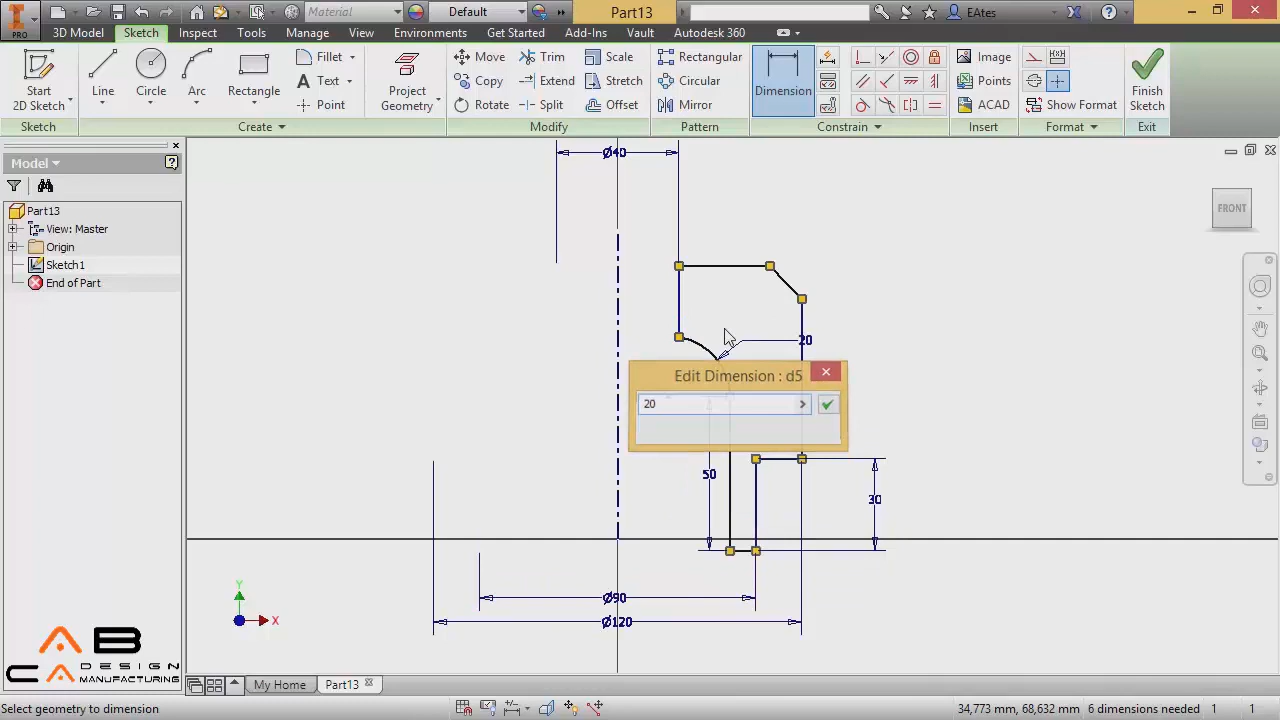 PRO
Material
Default
Part13
EAtes
3D Model
Sketch
Inspect
Tools
Manage
View
Environments
Get Started
Add-Ins
Vault
Autodesk 360
Start
2D Sketch
Line
Circle
Arc
Rectangle
Fillet
Text
Point
Project
Geometry
Move
Copy
Rotate
Trim
Extend
Split
Scale
Stretch
Offset
Rectangular
Circular
Mirror
Dimension
Image
Points
ACAD
Show Format
Finish
Sketch
Sketch
Create
Modify
Pattern
Constrain
Insert
Format
Exit
Model
Part13
View: Master
Origin
Sketch1
End of Part
Ø40
FRONT
20
Edit Dimension : d5
20
50
30
Ø90
Ø120
Y
X
AB
CA
DESIGN
MANUFACTURING
My Home
Part13
Select geometry to dimension
34,773 mm, 68,632 mm
6 dimensions needed
1
1